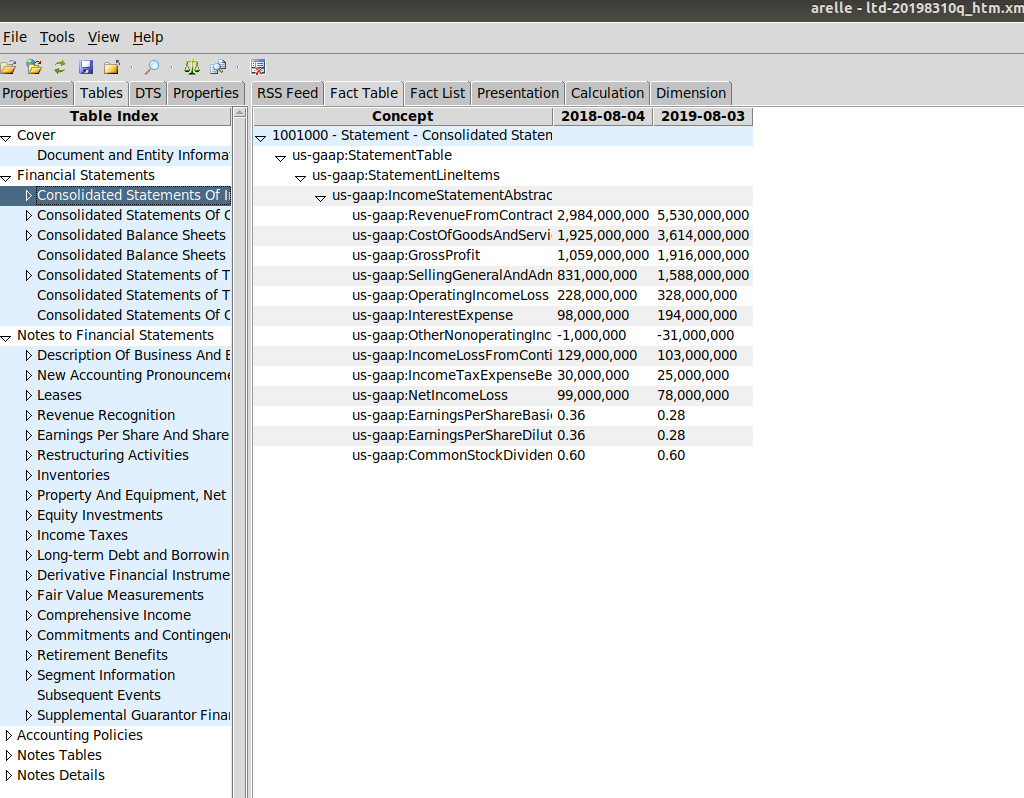 arelle - ltd-20198310q_htm.xm
File Tools View Help
Properties Tables DTS Properties RSS Feed Fact Table Fact List Presentation Calculation Dimension
Table Index
Cover
Document and Entity Informa
Financial Statements
Consolidated Statements Of I
Consolidated Statements Of C
Consolidated Balance Sheets
Consolidated Balance Sheets
Consolidated Statements of T
Consolidated Statements of T
Consolidated Statements Of C
Notes to Financial Statements
Description Of Business And B
New Accounting Pronounceme
Leases
Revenue Recognition
Earnings Per Share And Share
Restructuring Activities
Inventories
Property And Equipment, Net
Equity Investments
Income Taxes
Long-term Debt and Borrowin
Derivative Financial Instrume
Fair Value Measurements
Comprehensive Income
Commitments and Contingen
Retirement Benefits
Segment Information
Subsequent Events
Supplemental Guarantor Finar
Accounting Policies
Notes Tables
Notes Details
Concept 2018-08-04 2019-08-03
1001000 - Statement - Consolidated Statem
us-gaap:StatementTable
us-gaap:StatementLineItems
us-gaap:IncomeStatementAbstrac
us-gaap:RevenueFromContract 2,984,000,000 5,530,000,000
us-gaap:CostOfGoodsAndServi 1,925,000,000 3,614,000,000
us-gaap:GrossProfit 1,059,000,000 1,916,000,000
us-gaap:SellingGeneralAndAdm 831,000,000 1,588,000,000
us-gaap:OperatingIncomeLoss 228,000,000 328,000,000
us-gaap:InterestExpense 98,000,000 194,000,000
us-gaap:OtherNonoperatingInc -1,000,000 -31,000,000
us-gaap:IncomeLossFromConti 129,000,000 103,000,000
us-gaap:IncomeTaxExpenseBe 30,000,000 25,000,000
us-gaap:NetIncomeLoss 99,000,000 78,000,000
us-gaap:EarningsPerShareBasic 0.36 0.28
us-gaap:EarningsPerShareDilut 0.36 0.28
us-gaap:CommonStockDividen 0.60 0.60